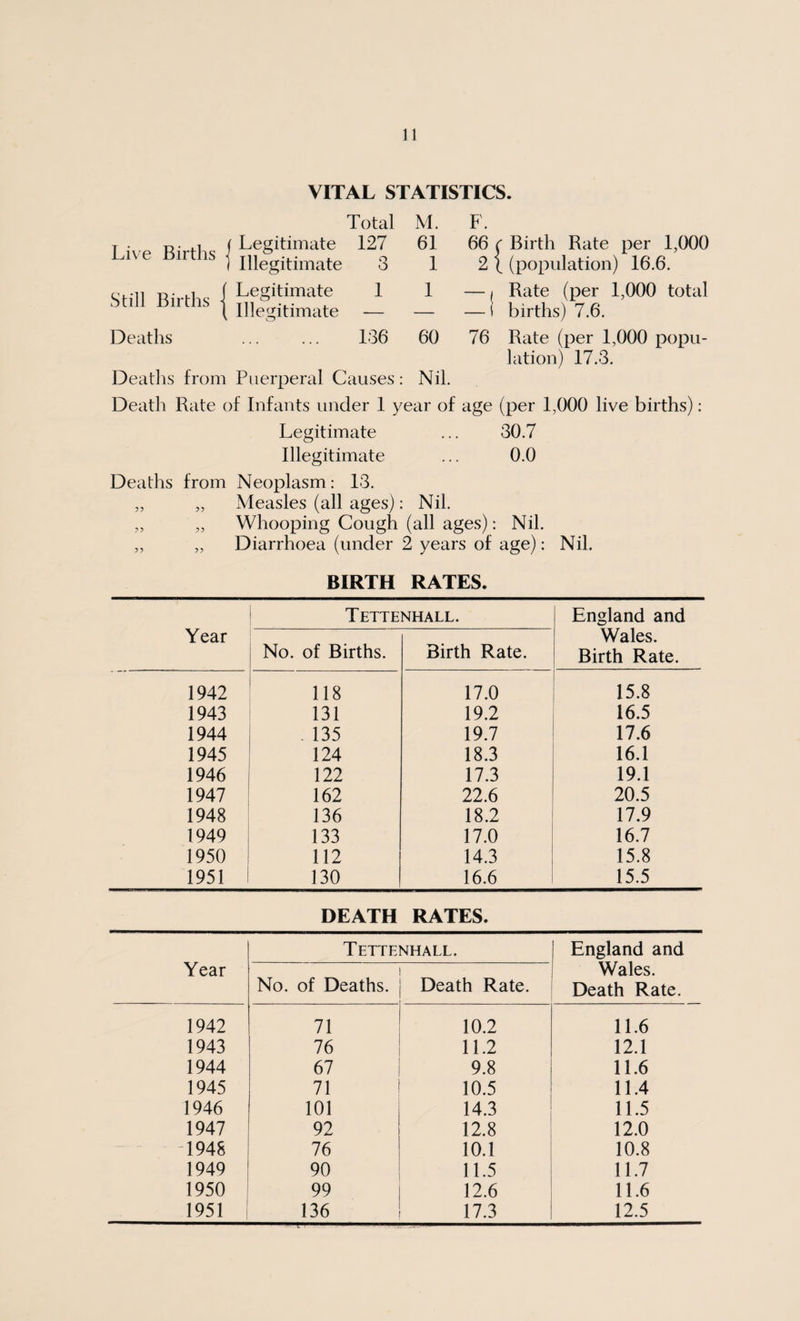 11
VITAL STATISTICS.
Total M. F.
Live Births { Legitimate 127 61 66 { Birth Rate per 1,000
{ Illegitimate 3 1 2 { (population) 16.6.
Still Births { Legitimate 1 1 — } Rate (per 1,000 total
{ Illegitimate — — — } births) 7.6.
Deaths ... ... 136 60 76 Rate (per 1,000 popu-
lation) 17.3.
Deaths from Puerperal Causes: Nil.
Death Rate of Infants under 1 year of age (per 1,000 live births):
Legitimate ... 30.7
Illegitimate ... 0.0
Deaths from Neoplasm: 13.
„ „ Measles (all ages): Nil.
„ „ Whooping Cough (all ages): Nil.
„ „ Diarrhoea (under 2 years of age): Nil.
BIRTH RATES.
Year | TETTENHALL. | England and Wales. Birth Rate.
No. of Births. | Birth Rate.
1942 118 17.0 15.8
1943 131 19.2 16.5
1944 135 19.7 17.6
1945 124 18.3 16.1
1946 122 17.3 19.1
1947 162 22.6 20.5
1948 136 18.2 17.9
1949 133 17.0 16.7
1950 112 14.3 15.8
1951 130 16.6 15.5
DEATH RATES.
Year | TETTENHALL. | England and Wales. Death Rate.
No. of Deaths. | Death Rate.
1942 71 10.2 11.6
1943 76 11.2 12.1
1944 67 9.8 11.6
1945 71 10.5 11.4
1946 101 14.3 11.5
1947 92 12.8 12.0
1948 76 10.1 10.8
1949 90 11.5 11.7
1950 99 12.6 11.6
1951 136 17.3 12.5